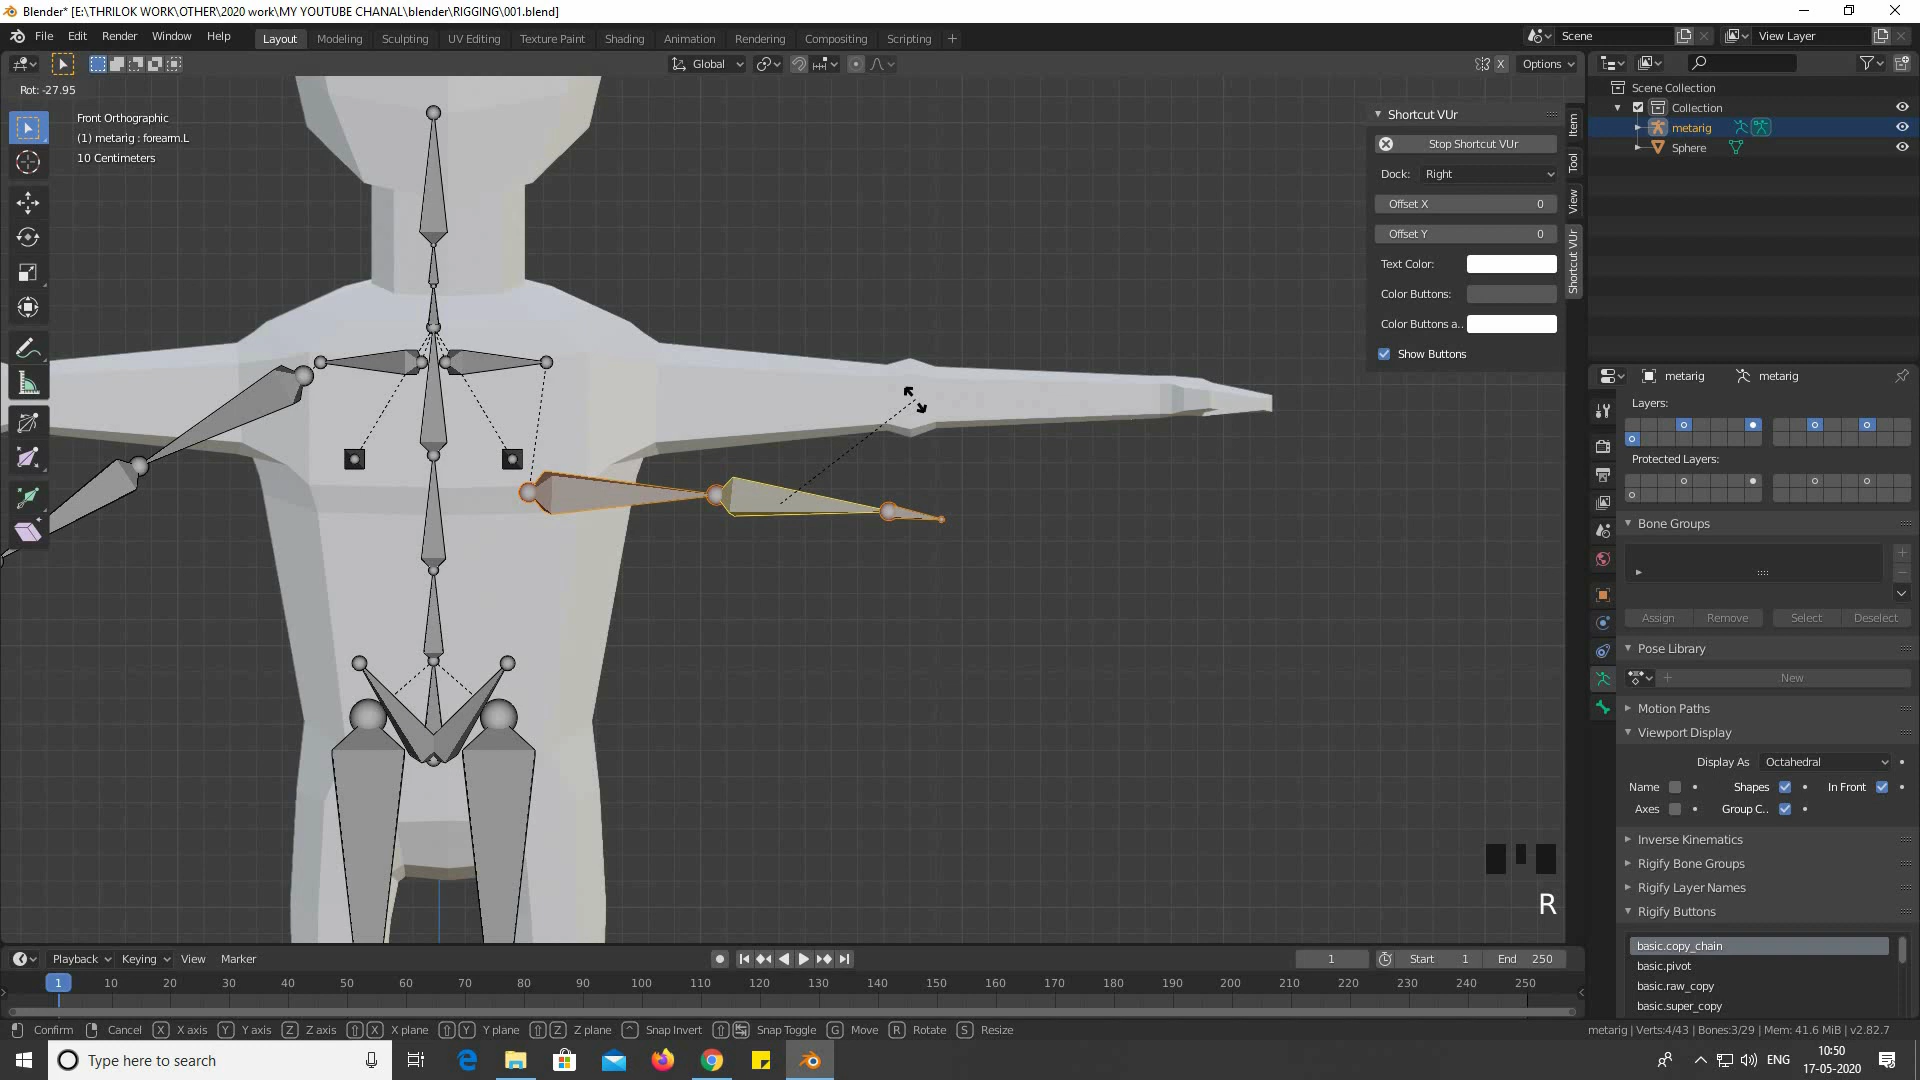 Blender* [E:\THRILOK WORK\OTHER\2020 work\MY YOUTUBE CHANAL\blender\RIGGING\001.blend]
File Edit Render Window Help Layout Modeling Sculpting UV Editing Texture Paint Shading Animation Rendering Compositing Scripting + Scene View Layer
Global X Options
Rot: -27.95
Front Orthographic
(1) metarig : forearm.L
10 Centimeters
Shortcut VUr
Stop Shortcut VUr
Dock: Right
Offset X 0
Offset Y 0
Text Color:
Color Buttons:
Color Buttons a..
Show Buttons
Item
Tool
View
Shortcut VUr
Scene Collection
Collection
metarig
Sphere
metarig metarig
Layers:
Protected Layers:
Bone Groups
Assign Remove Select Deselect
Pose Library
+ New
Motion Paths
Viewport Display
Display As Octahedral
Name Shapes In Front
Axes Group C..
Inverse Kinematics
Rigify Bone Groups
Rigify Layer Names
Rigify Buttons
basic.copy_chain
basic.pivot
basic.raw_copy
basic.super_copy
R
Playback Keying View Marker 1 Start 1 End 250
1 10 20 30 40 50 60 70 80 90 100 110 120 130 140 150 160 170 180 190 200 210 220 230 240 250
Confirm Cancel X X axis Y Y axis Z Z axis X X plane Y Y plane Z Z plane ^ Snap Invert Snap Toggle G Move R Rotate S Resize
metarig | Verts:4/43 | Bones:3/29 | Mem: 41.6 MiB | v2.82.7
Type here to search
ENG
10:50
17-05-2020